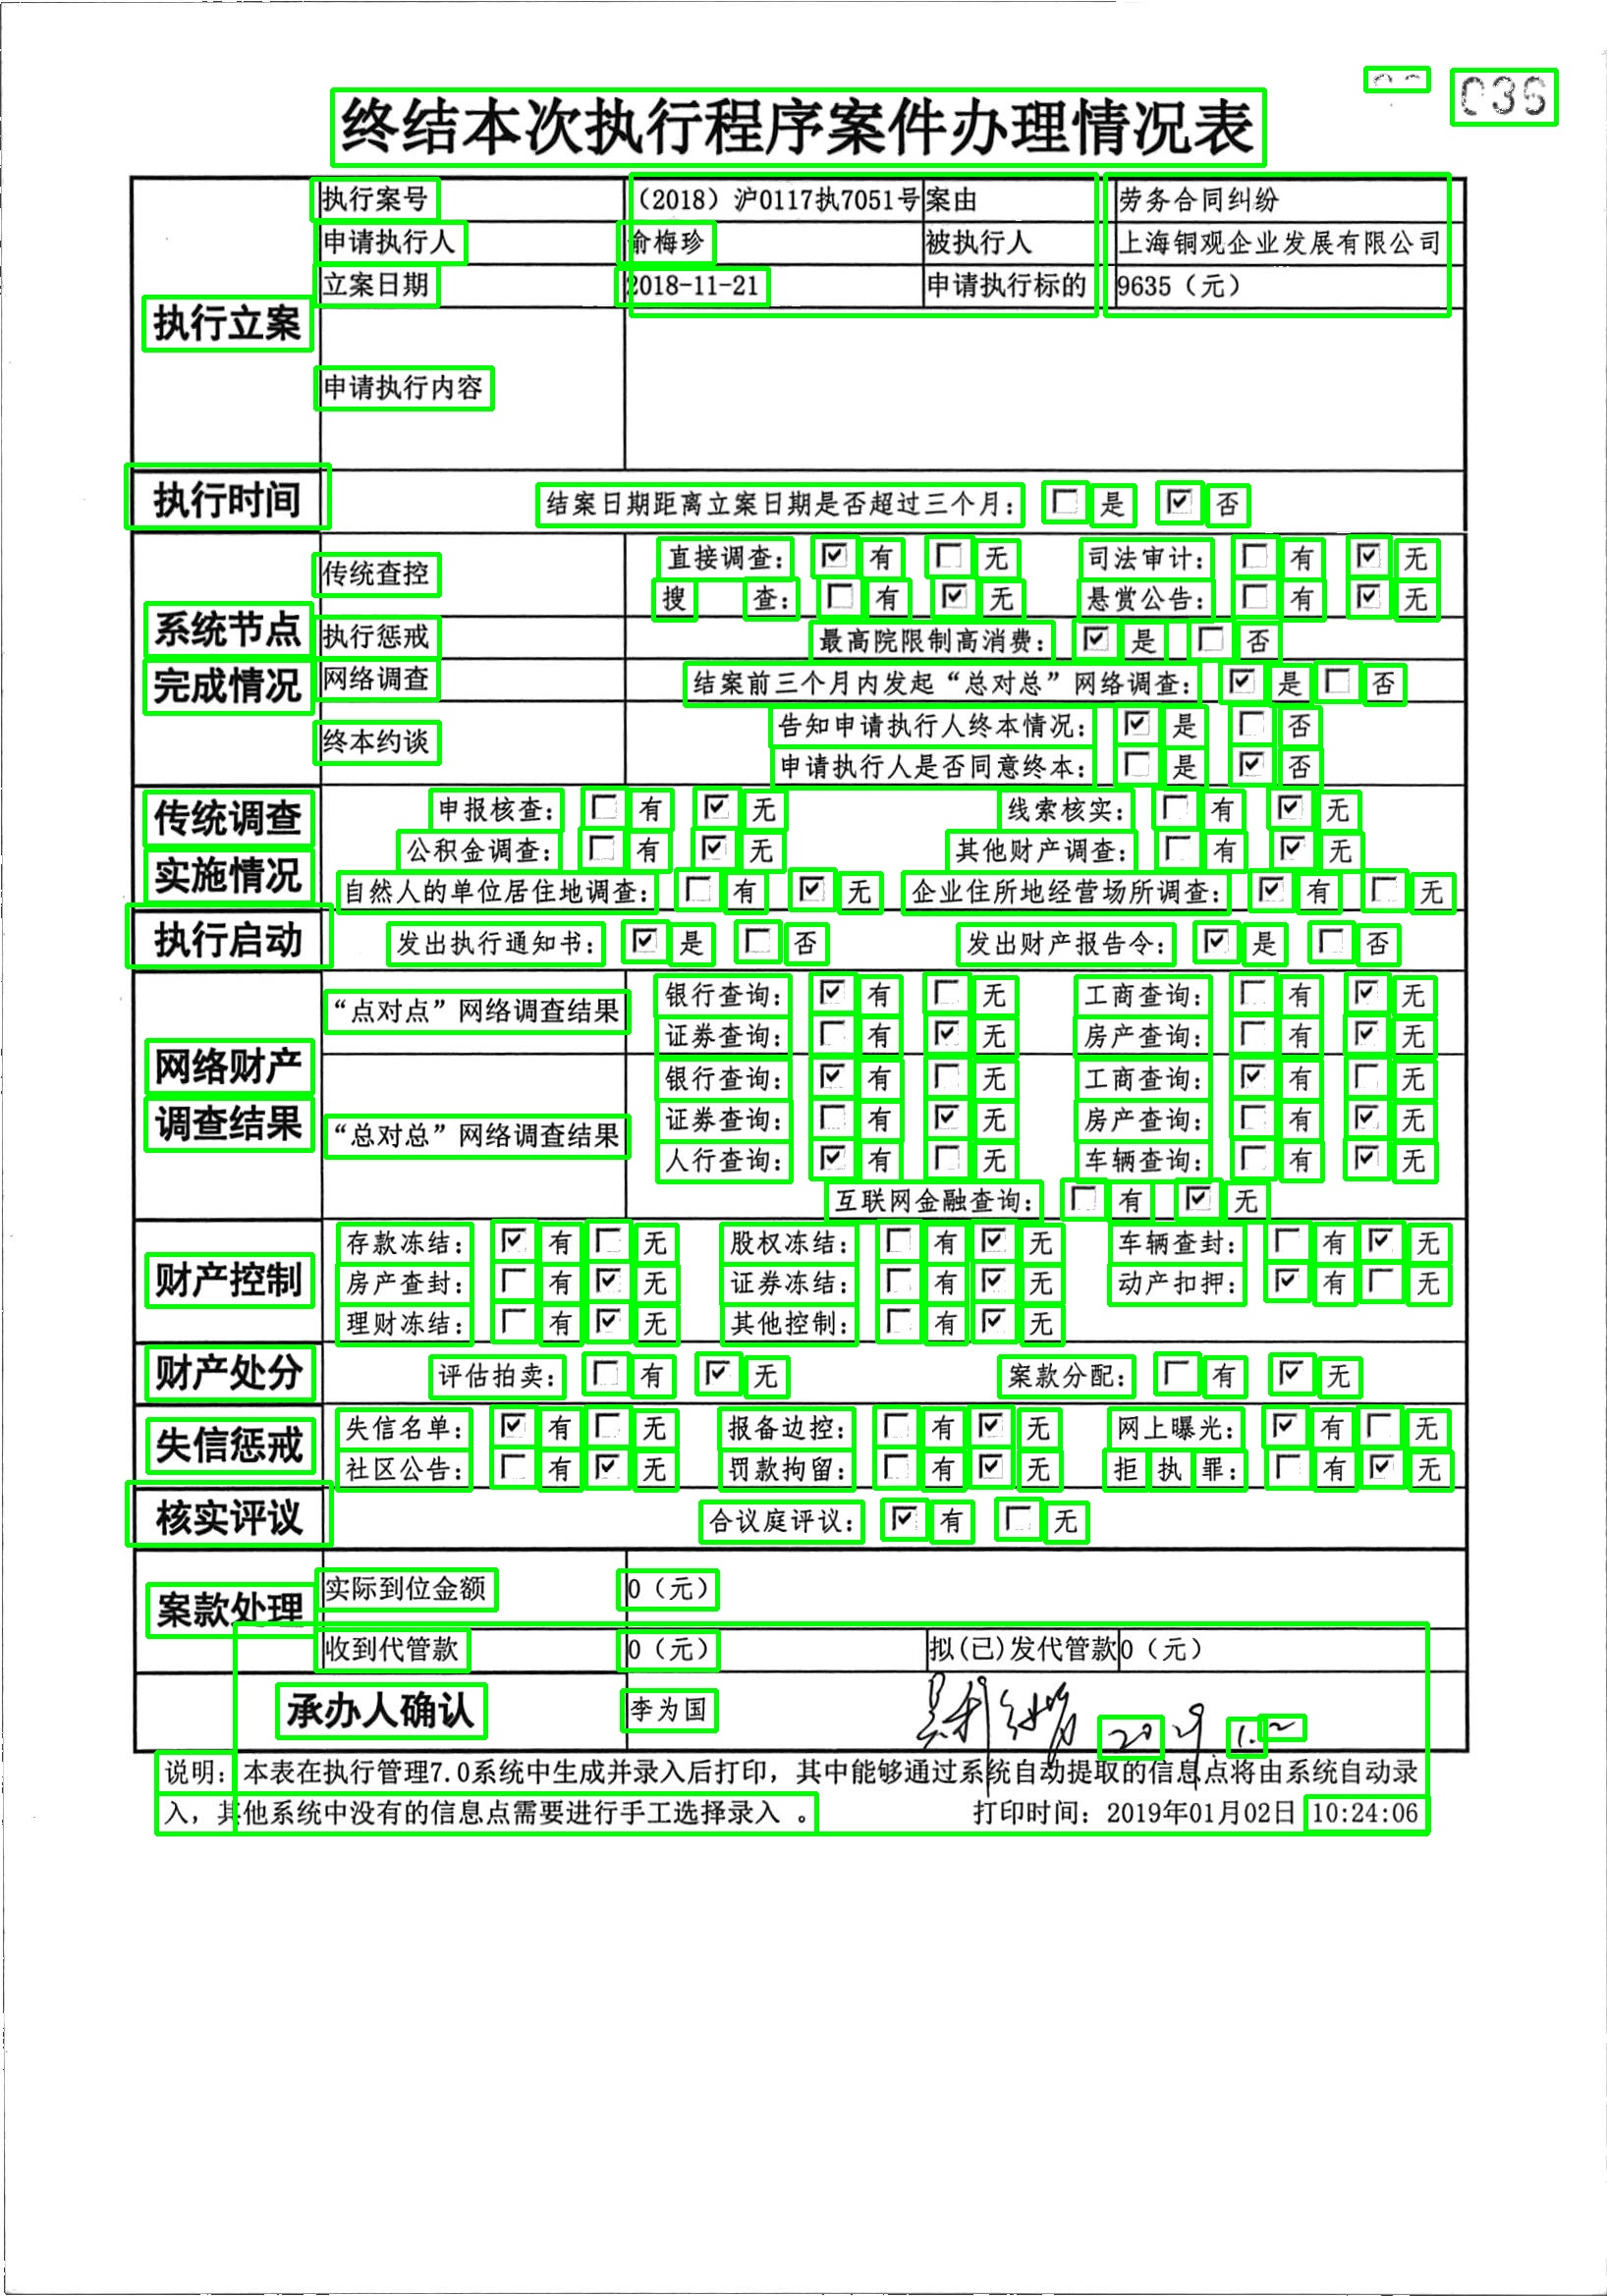 036
终结本次执行程序案件办理情况表
执行立案
执行案号 （2018）沪0117执7051号 案由 劳务合同纠纷
申请执行人 俞梅珍 被执行人 上海铜观企业发展有限公司
立案日期 2018-11-21 申请执行标的 9635（元）
申请执行内容
执行时间 结案日期距离立案日期是否超过三个月： ☐ 是 ☑ 否
系统节点
完成情况
传统查控 直接调查： ☑ 有 ☐ 无 司法审计： ☐ 有 ☑ 无
搜 查： ☐ 有 ☑ 无 悬赏公告： ☐ 有 ☑ 无
执行惩戒 最高院限制高消费： ☑ 是 ☐ 否
网络调查 结案前三个月内发起“总对总”网络调查： ☑ 是 ☐ 否
终本约谈 告知申请执行人终本情况： ☑ 是 ☐ 否
申请执行人是否同意终本： ☐ 是 ☑ 否
传统调查
实施情况
申报核查： ☐ 有 ☑ 无 线索核实： ☐ 有 ☑ 无
公积金调查： ☐ 有 ☑ 无 其他财产调查： ☐ 有 ☑ 无
自然人的单位居住地调查： ☐ 有 ☑ 无 企业住所地经营场所调查： ☑ 有 ☐ 无
执行启动 发出执行通知书： ☑ 是 ☐ 否 发出财产报告令： ☑ 是 ☐ 否
网络财产
调查结果
“点对点”网络调查结果 银行查询： ☑ 有 ☐ 无 工商查询： ☐ 有 ☑ 无
证券查询： ☐ 有 ☑ 无 房产查询： ☐ 有 ☑ 无
“总对总”网络调查结果 银行查询： ☑ 有 ☐ 无 工商查询： ☑ 有 ☐ 无
证券查询： ☐ 有 ☑ 无 房产查询： ☐ 有 ☑ 无
人行查询： ☑ 有 ☐ 无 车辆查询： ☐ 有 ☑ 无
互联网金融查询： ☐ 有 ☑ 无
财产控制 存款冻结： ☑ 有 ☐ 无 股权冻结： ☐ 有 ☑ 无 车辆查封： ☐ 有 ☑ 无
房产查封： ☐ 有 ☑ 无 证券冻结： ☐ 有 ☑ 无 动产扣押： ☑ 有 ☐ 无
理财冻结： ☐ 有 ☑ 无 其他控制： ☐ 有 ☑ 无
财产处分 评估拍卖： ☐ 有 ☑ 无 案款分配： ☐ 有 ☑ 无
失信惩戒 失信名单： ☑ 有 ☐ 无 报备边控： ☐ 有 ☑ 无 网上曝光： ☑ 有 ☐ 无
社区公告： ☐ 有 ☑ 无 罚款拘留： ☐ 有 ☑ 无 拒 执 罪： ☐ 有 ☑ 无
核实评议 合议庭评议： ☑ 有 ☐ 无
案款处理 实际到位金额 0（元）
收到代管款 0（元） 拟(已)发代管款 0（元）
承办人确认 李为国 2019.1.2
说明：本表在执行管理7.0系统中生成并录入后打印，其中能够通过系统自动提取的信息点将由系统自动录
入，其他系统中没有的信息点需要进行手工选择录入 。 打印时间：2019年01月02日 10:24:06